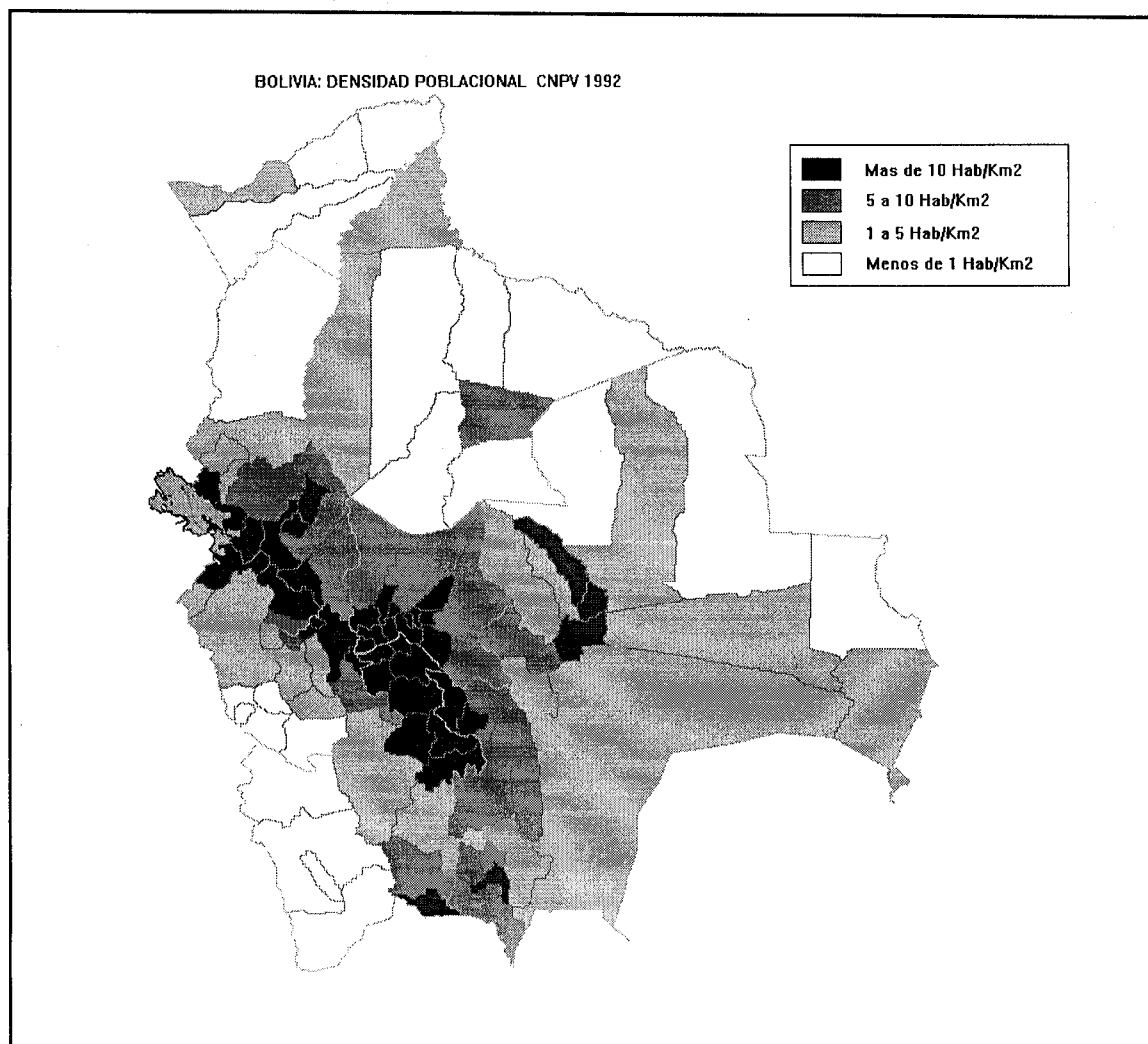 BOLIVIA: DENSIDAD POBLACIONAL CNPV 1992
Mas de 10 Hab/Km2
5 a 10 Hab/Km2
1 a 5 Hab/Km2
Menos de 1 Hab/Km2